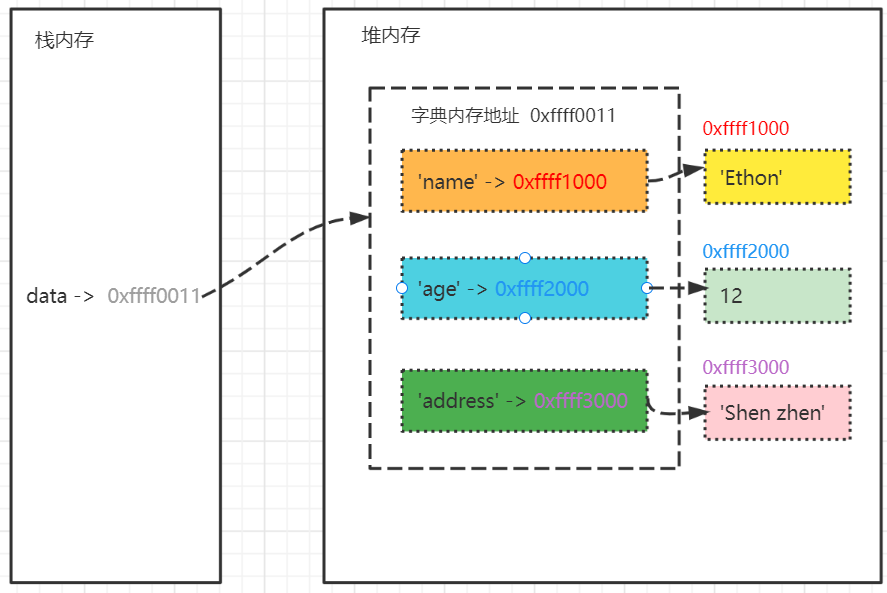 栈内存
堆内存
字典内存地址 0xffff0011
0xffff1000
'name' -> 0xffff1000
'Ethon'
0xffff2000
data -> 0xffff0011
'age' -> 0xffff2000
12
0xffff3000
'address' -> 0xffff3000
'Shen zhen'